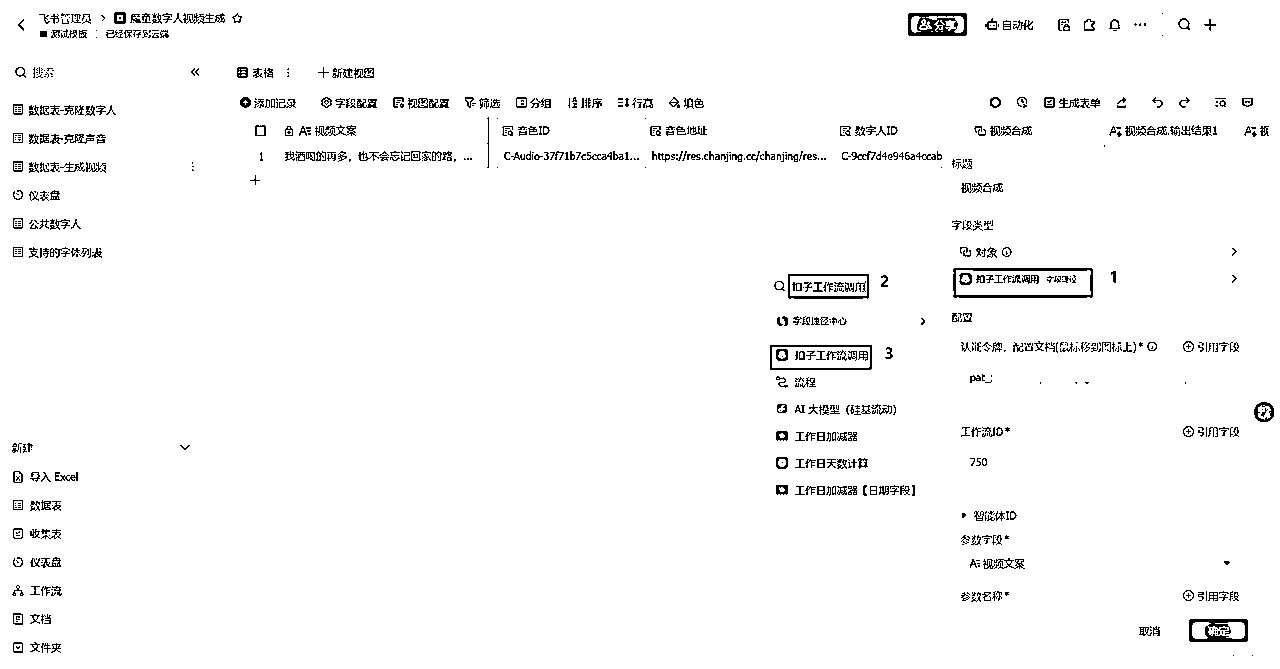 飞书管理员 > 魔童数字人视频生成
测试模版 已经保存到云端
分享 自动化
搜索
表格 新建视图
数据表-克隆数字人
数据表-克隆声音
数据表-生成视频
仪表盘
公共数字人
支持的字体列表
添加记录 字段配置 视图配置 筛选 分组 排序 行高 填色 生成表单
视频文案 音色ID 音色地址 数字人ID 视频合成 视频合成.输出结果1 视
1 我酒喝的再多，也不会忘记回家的路，... C-Audio-37f71b7c5cca4ba1... https://res.chanjing.cc/chanjing/res... C-9ccf7d4e946a4ccab
标题
视频合成
字段类型
对象
扣子工作流调用 字段捷径 1
扣子工作流调用 2
字段捷径中心
扣子工作流调用 3
流程
AI 大模型（硅基流动）
工作日加减器
工作日天数计算
工作日加减器【日期字段】
配置
认证令牌，配置文档(鼠标移到图标上)* 引用字段
pat_
工作流ID* 引用字段
750
智能体ID
参数字段*
视频文案
参数名称* 引用字段
取消 确定
新建
导入 Excel
数据表
收集表
仪表盘
工作流
文档
文件夹